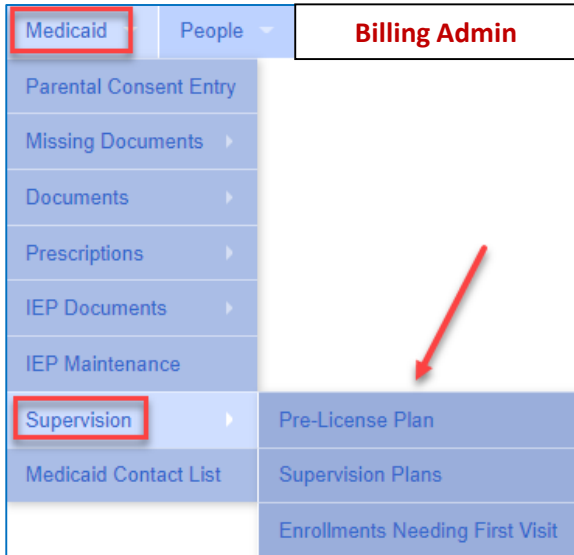 Medicaid People Billing Admin
Parental Consent Entry
Missing Documents
Documents
Prescriptions
IEP Documents
IEP Maintenance
Supervision Pre-License Plan
Medicaid Contact List Supervision Plans
Enrollments Needing First Visit